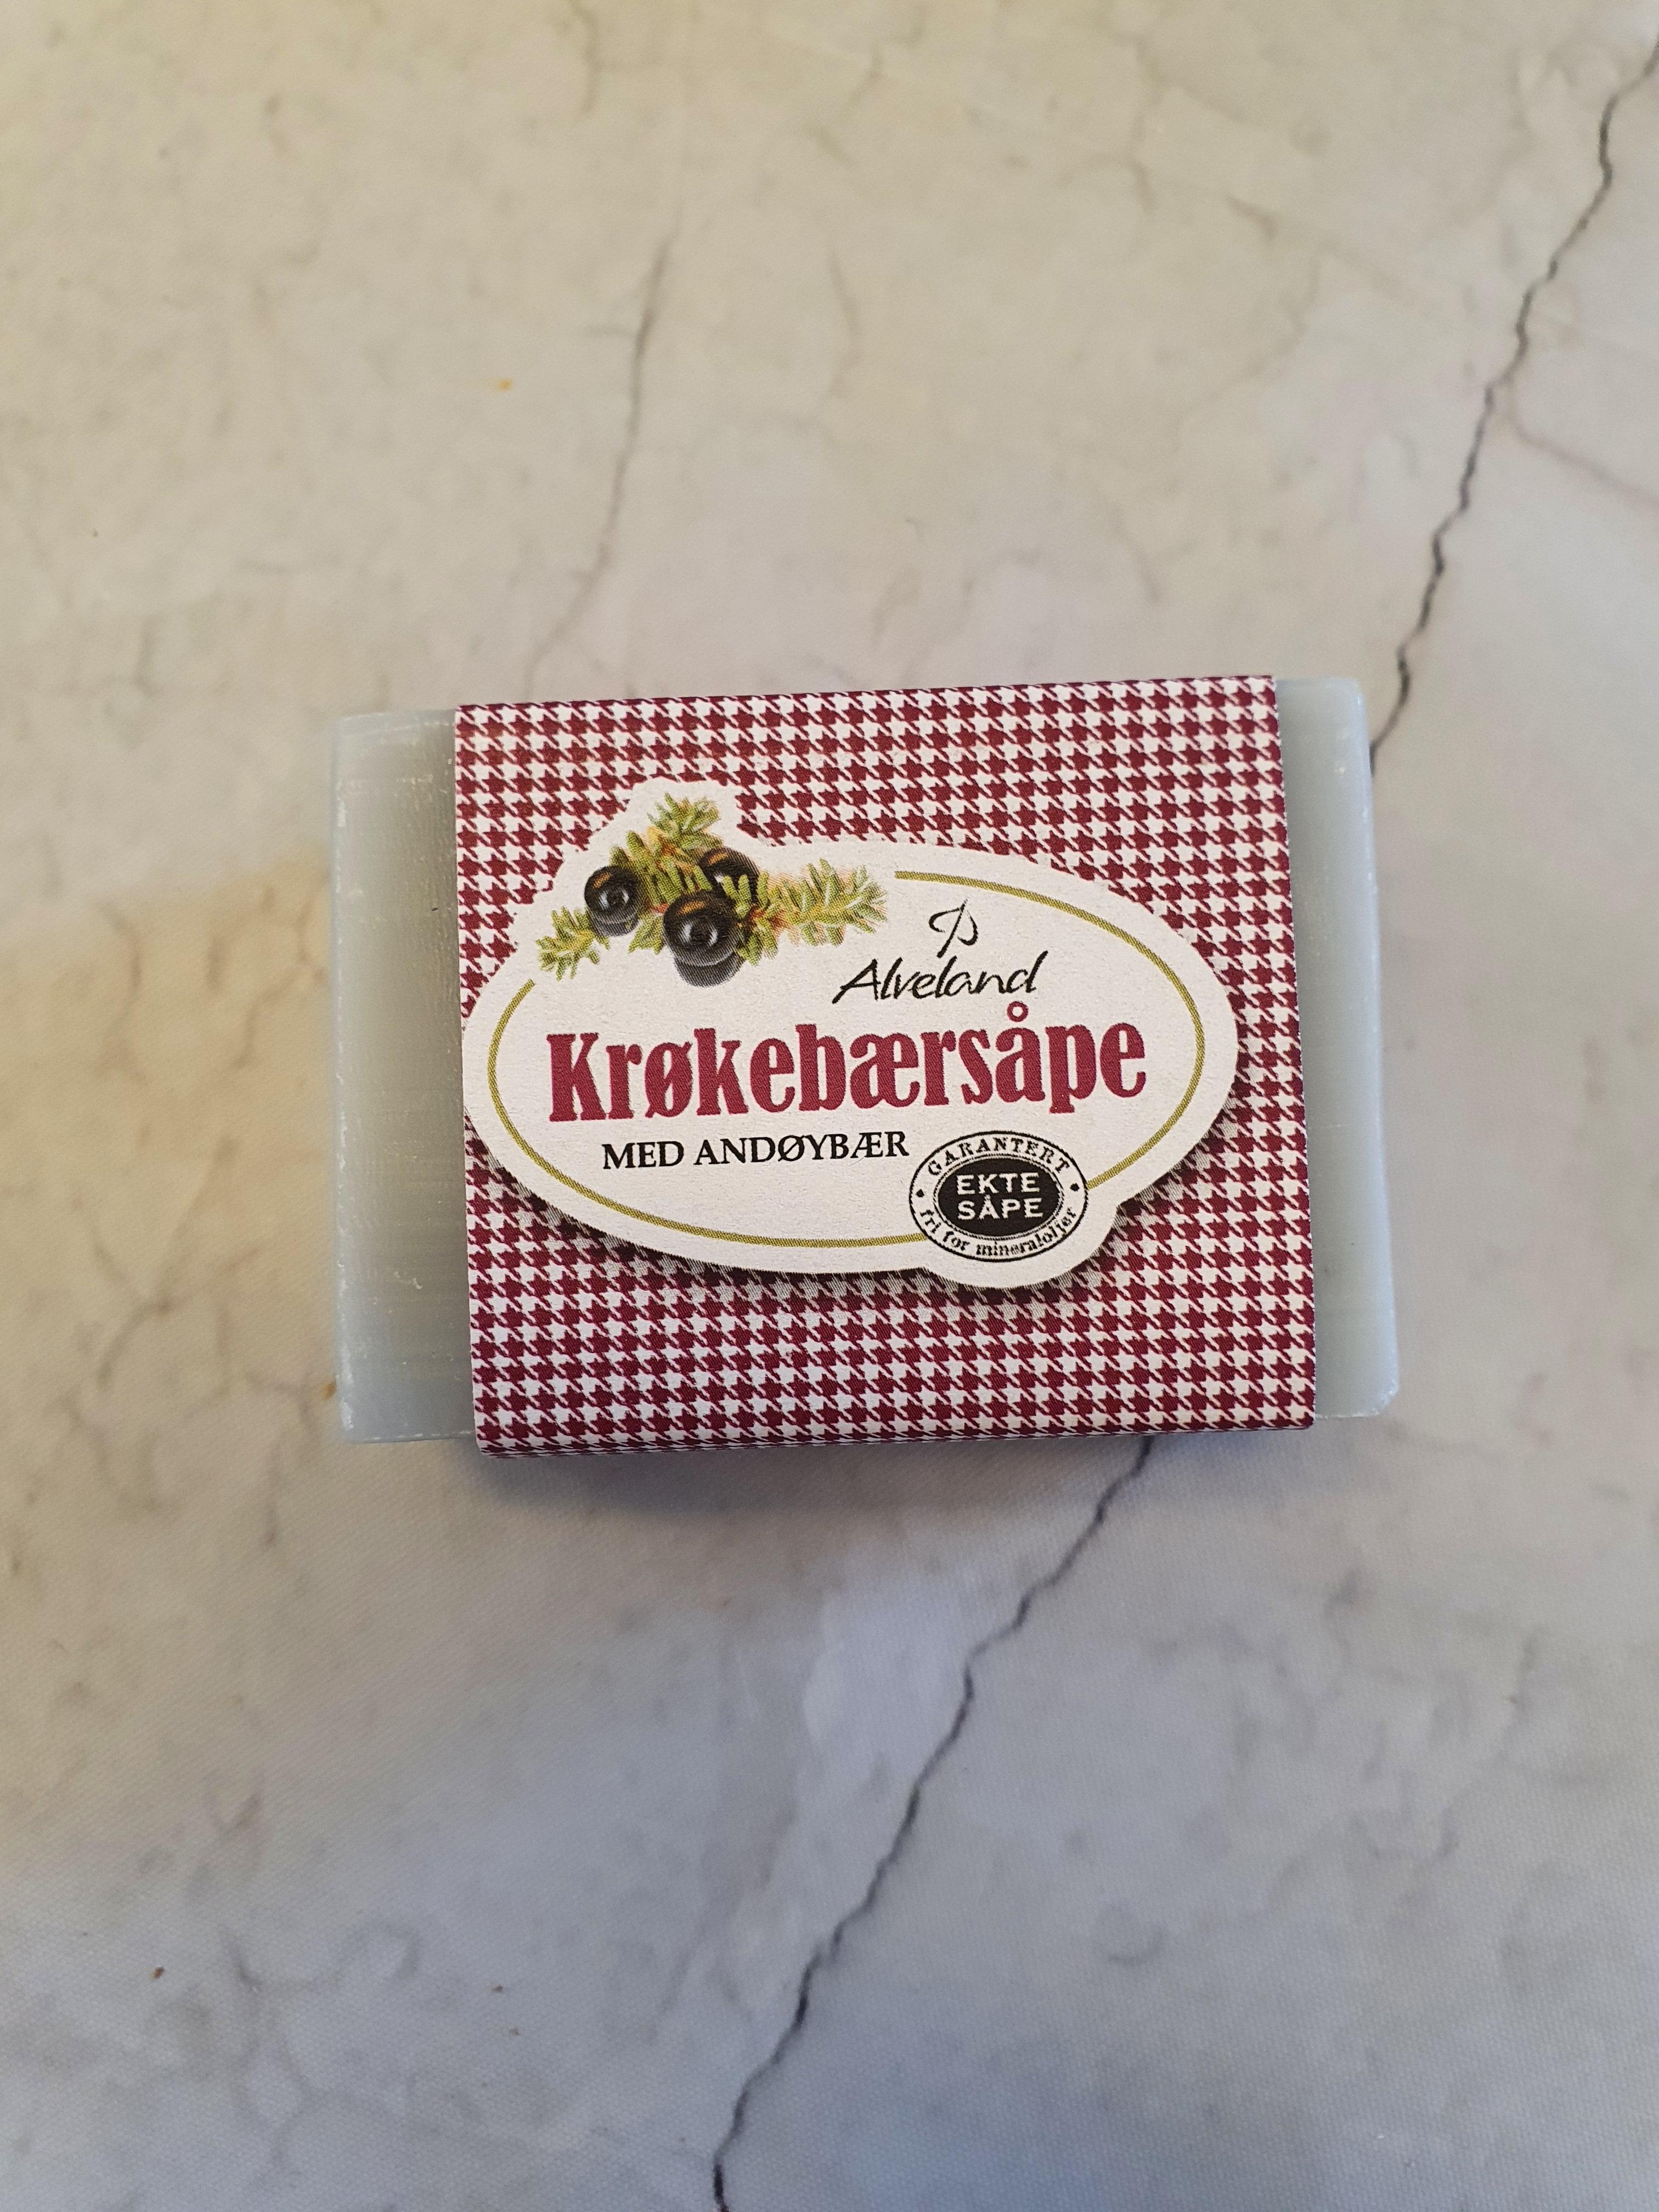 Alveland
Krøkebærsåpe
MED ANDØYBÆR
GARANTERT
EKTE
SÅPE
fri for mineraloljer